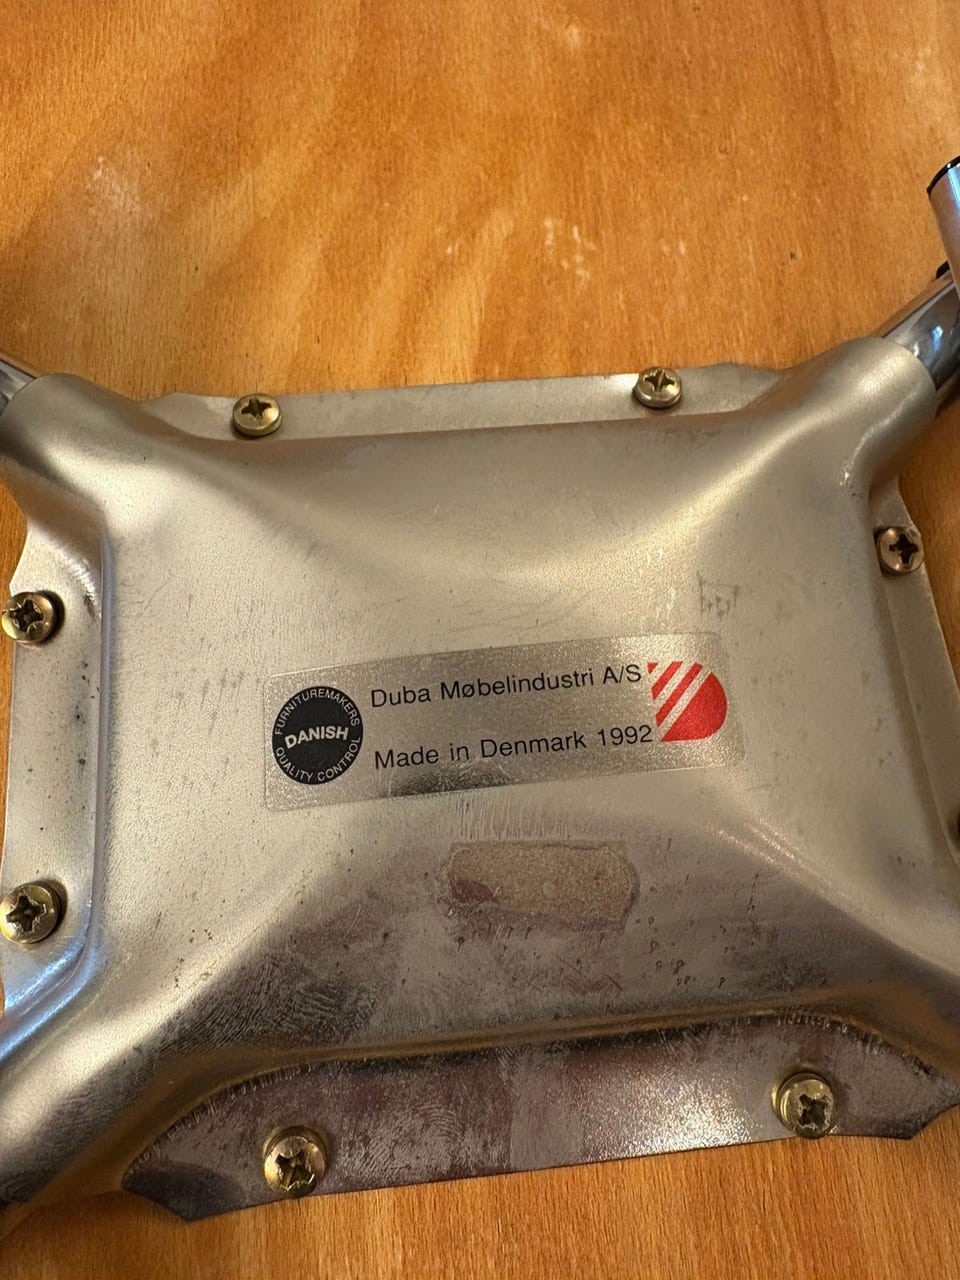 FURNITUREMAKERS
DANISH
QUALITY CONTROL
Duba Møbelindustri A/S
Made in Denmark 1992